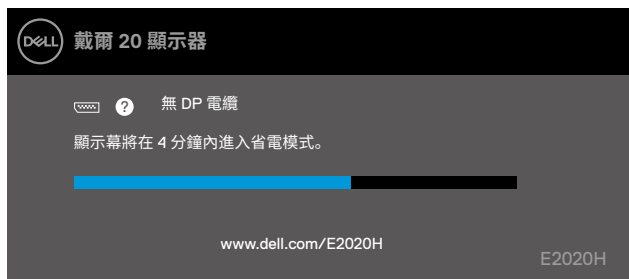 DELL 戴爾 20 顯示器
? 無 DP 電纜
顯示幕將在 4 分鐘內進入省電模式。
www.dell.com/E2020H
E2020H